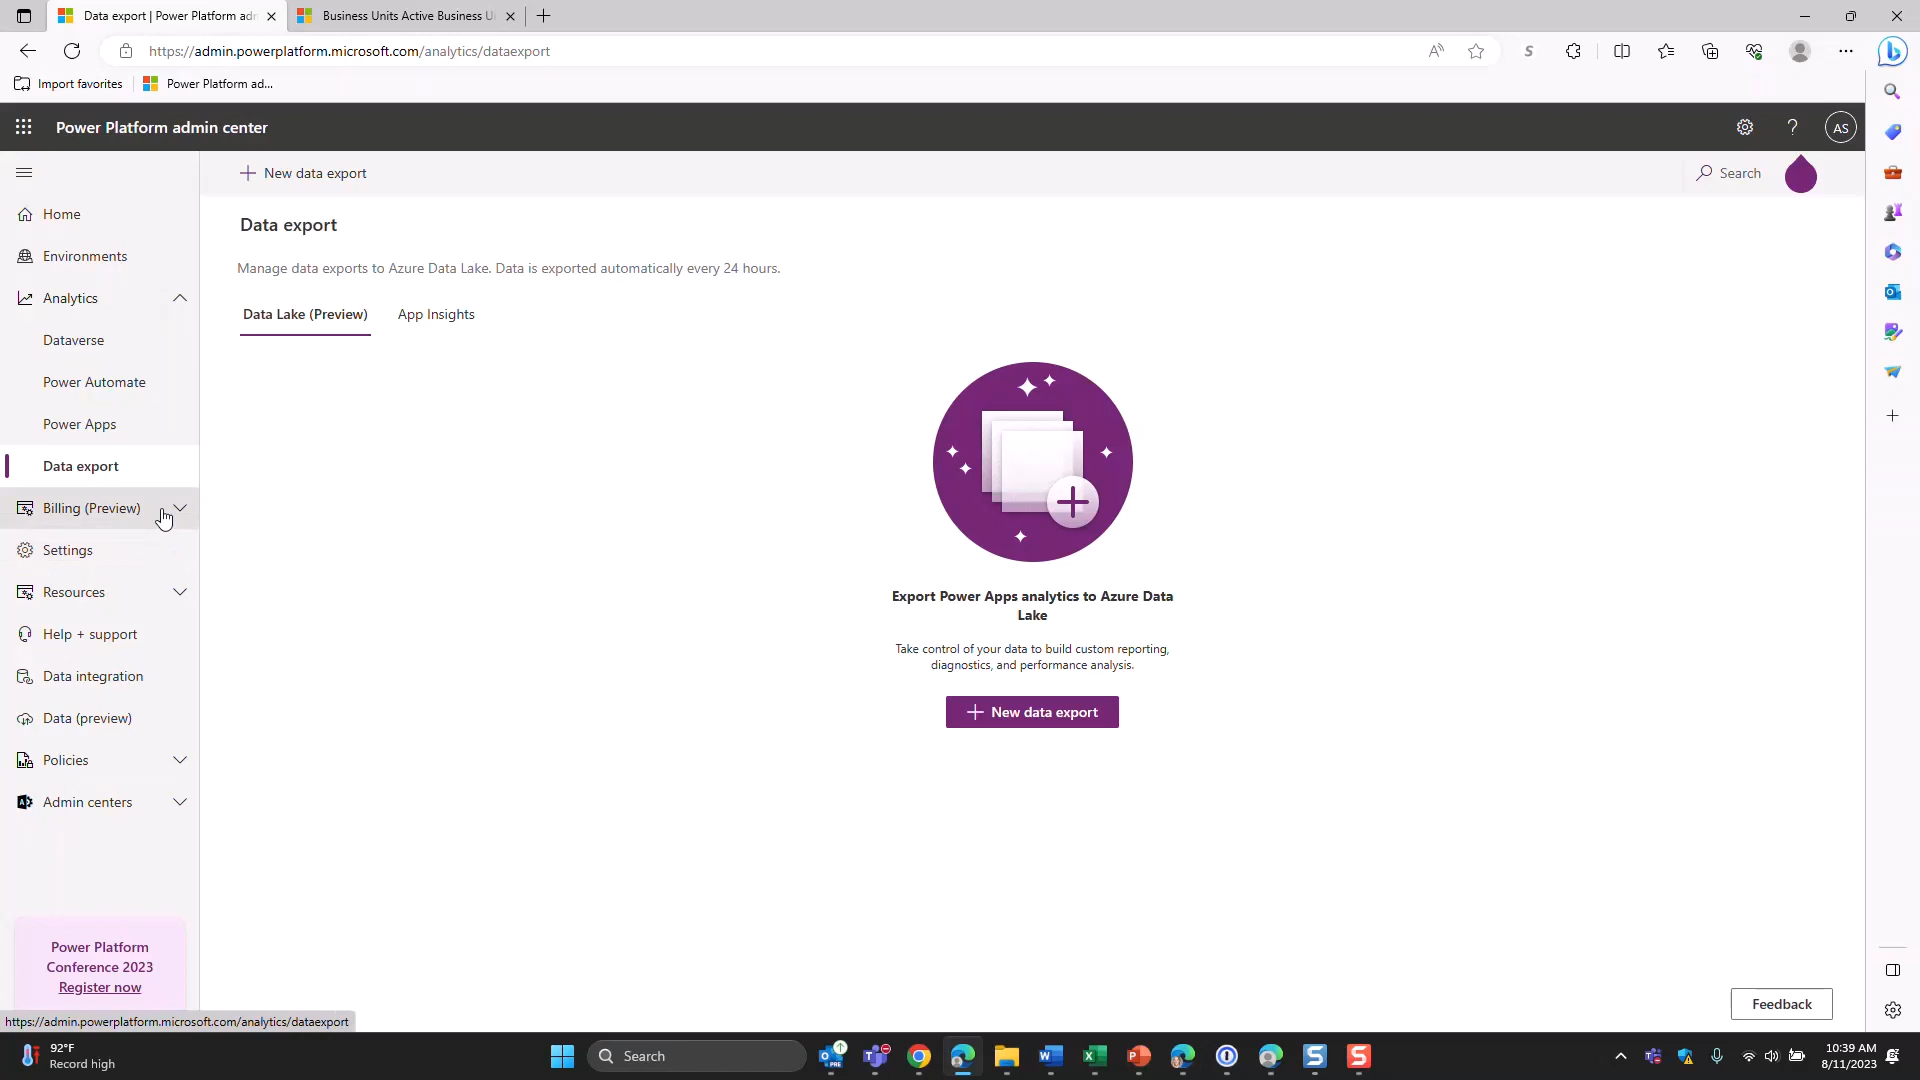 Data export | Power Platform adm
Business Units Active Business U
https://admin.powerplatform.microsoft.com/analytics/dataexport
Import favorites
Power Platform ad...
Power Platform admin center
AS
New data export
Search
Home
Environments
Analytics
Dataverse
Power Automate
Power Apps
Data export
Billing (Preview)
Settings
Resources
Help + support
Data integration
Data (preview)
Policies
Admin centers
Power Platform
Conference 2023
Register now
Data export
Manage data exports to Azure Data Lake. Data is exported automatically every 24 hours.
Data Lake (Preview)
App Insights
Export Power Apps analytics to Azure Data
Lake
Take control of your data to build custom reporting,
diagnostics, and performance analysis.
New data export
Feedback
https://admin.powerplatform.microsoft.com/analytics/dataexport
92°F
Record high
Search
10:39 AM
8/11/2023